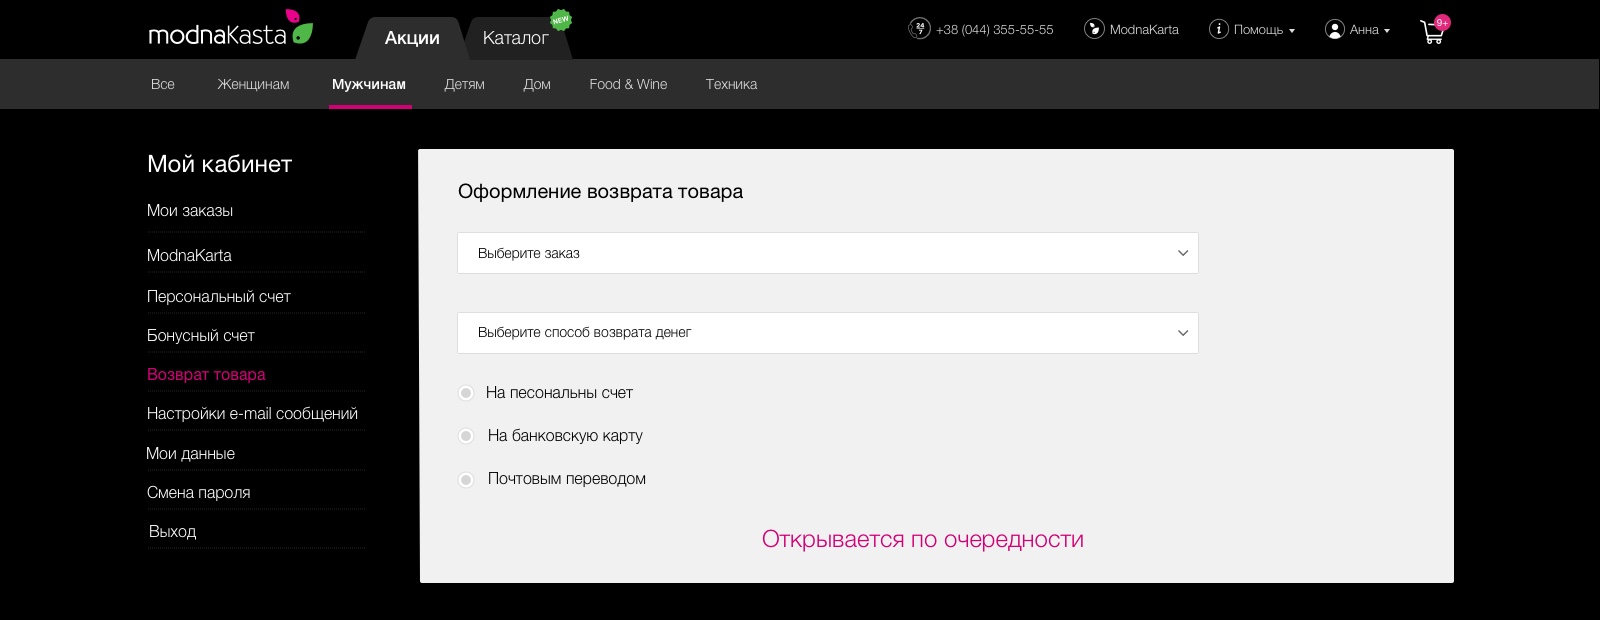 modnaKasta
Акции
Каталог
NEW
24
7
+38 (044) 355-55-55
ModnaKarta
Помощь
Анна
9+
Все
Женщинам
Мужчинам
Детям
Дом
Food & Wine
Техника
Мой кабинет
Мои заказы
ModnaKarta
Персональный счет
Бонусный счет
Возврат товара
Настройки e-mail сообщений
Мои данные
Смена пароля
Выход
Оформление возврата товара
Выберите заказ
Выберите способ возврата денег
На песональны счет
На банковскую карту
Почтовым переводом
Открывается по очередности